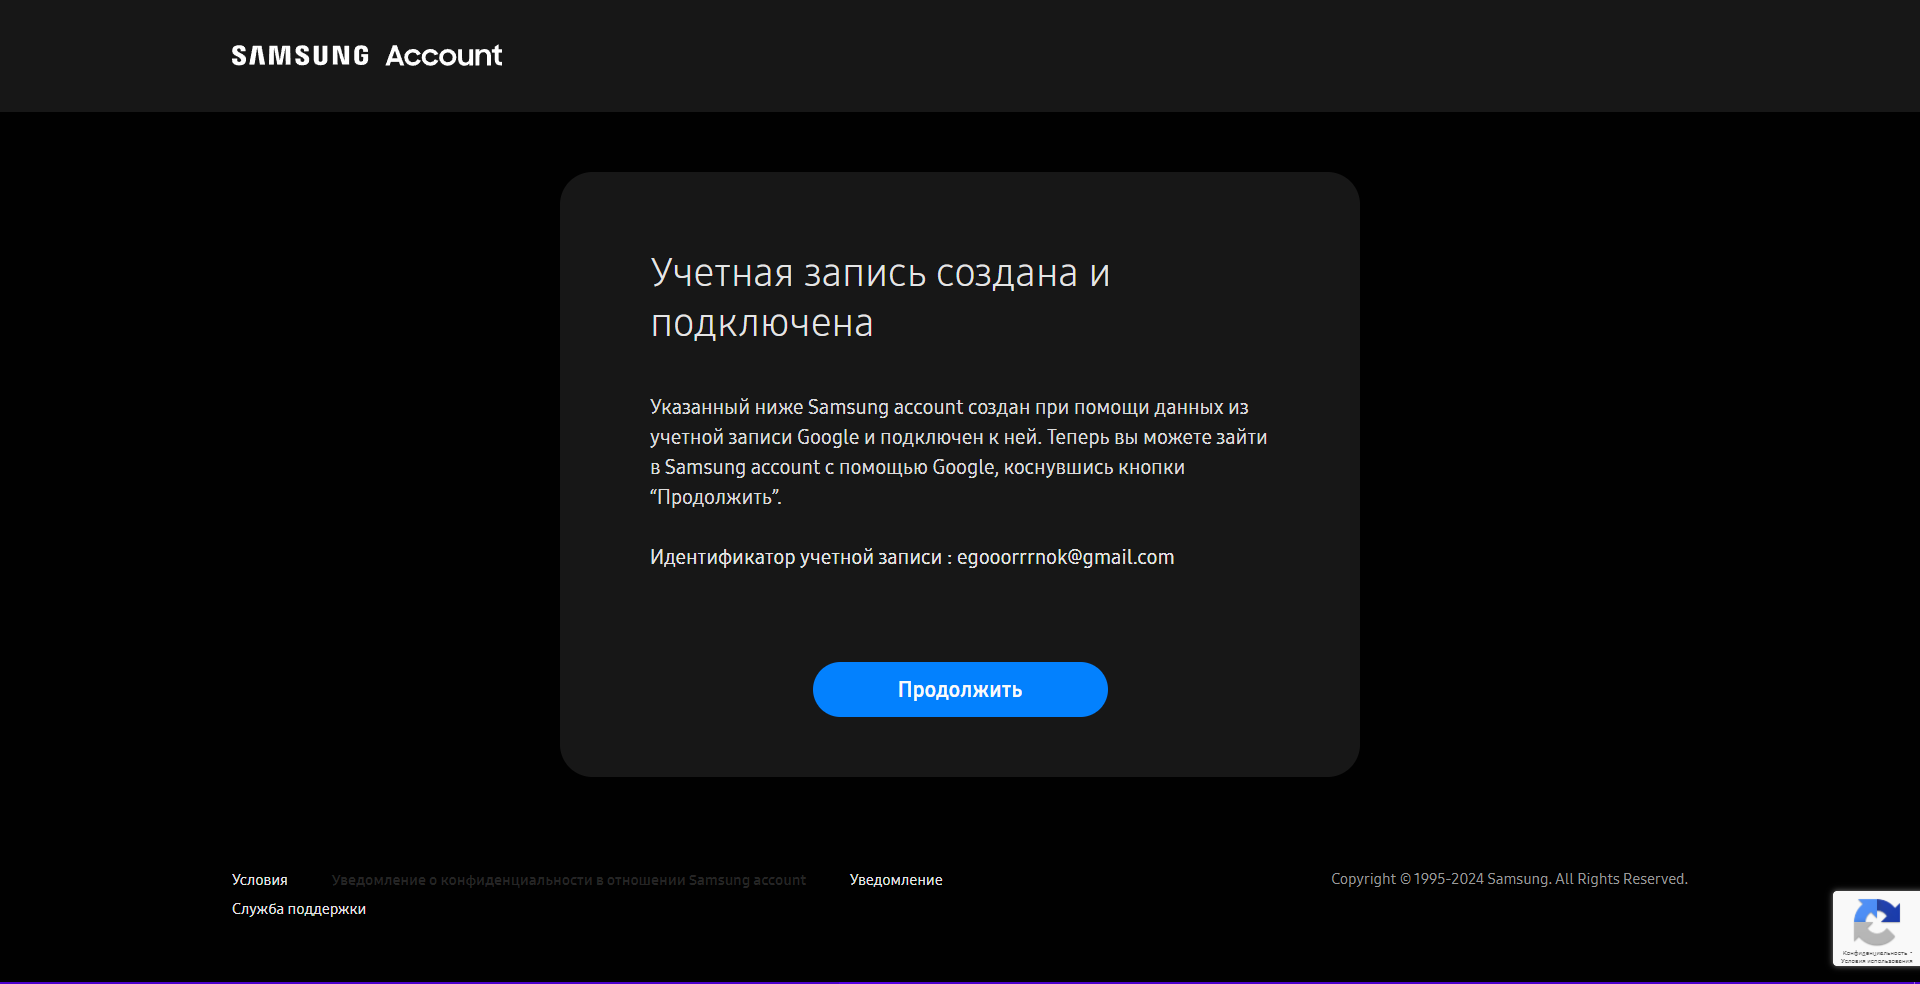 SAMSUNG Account
Учетная запись создана и
подключена
Указанный ниже Samsung account создан при помощи данных из
учетной записи Google и подключен к ней. Теперь вы можете зайти
в Samsung account с помощью Google, коснувшись кнопки
“Продолжить”.
Идентификатор учетной записи : egooorrrnok@gmail.com
Продолжить
Условия
Уведомление о конфиденциальности в отношении Samsung account
Уведомление
Служба поддержки
Copyright © 1995-2024 Samsung. All Rights Reserved.
Конфиденциальность -
Условия использования